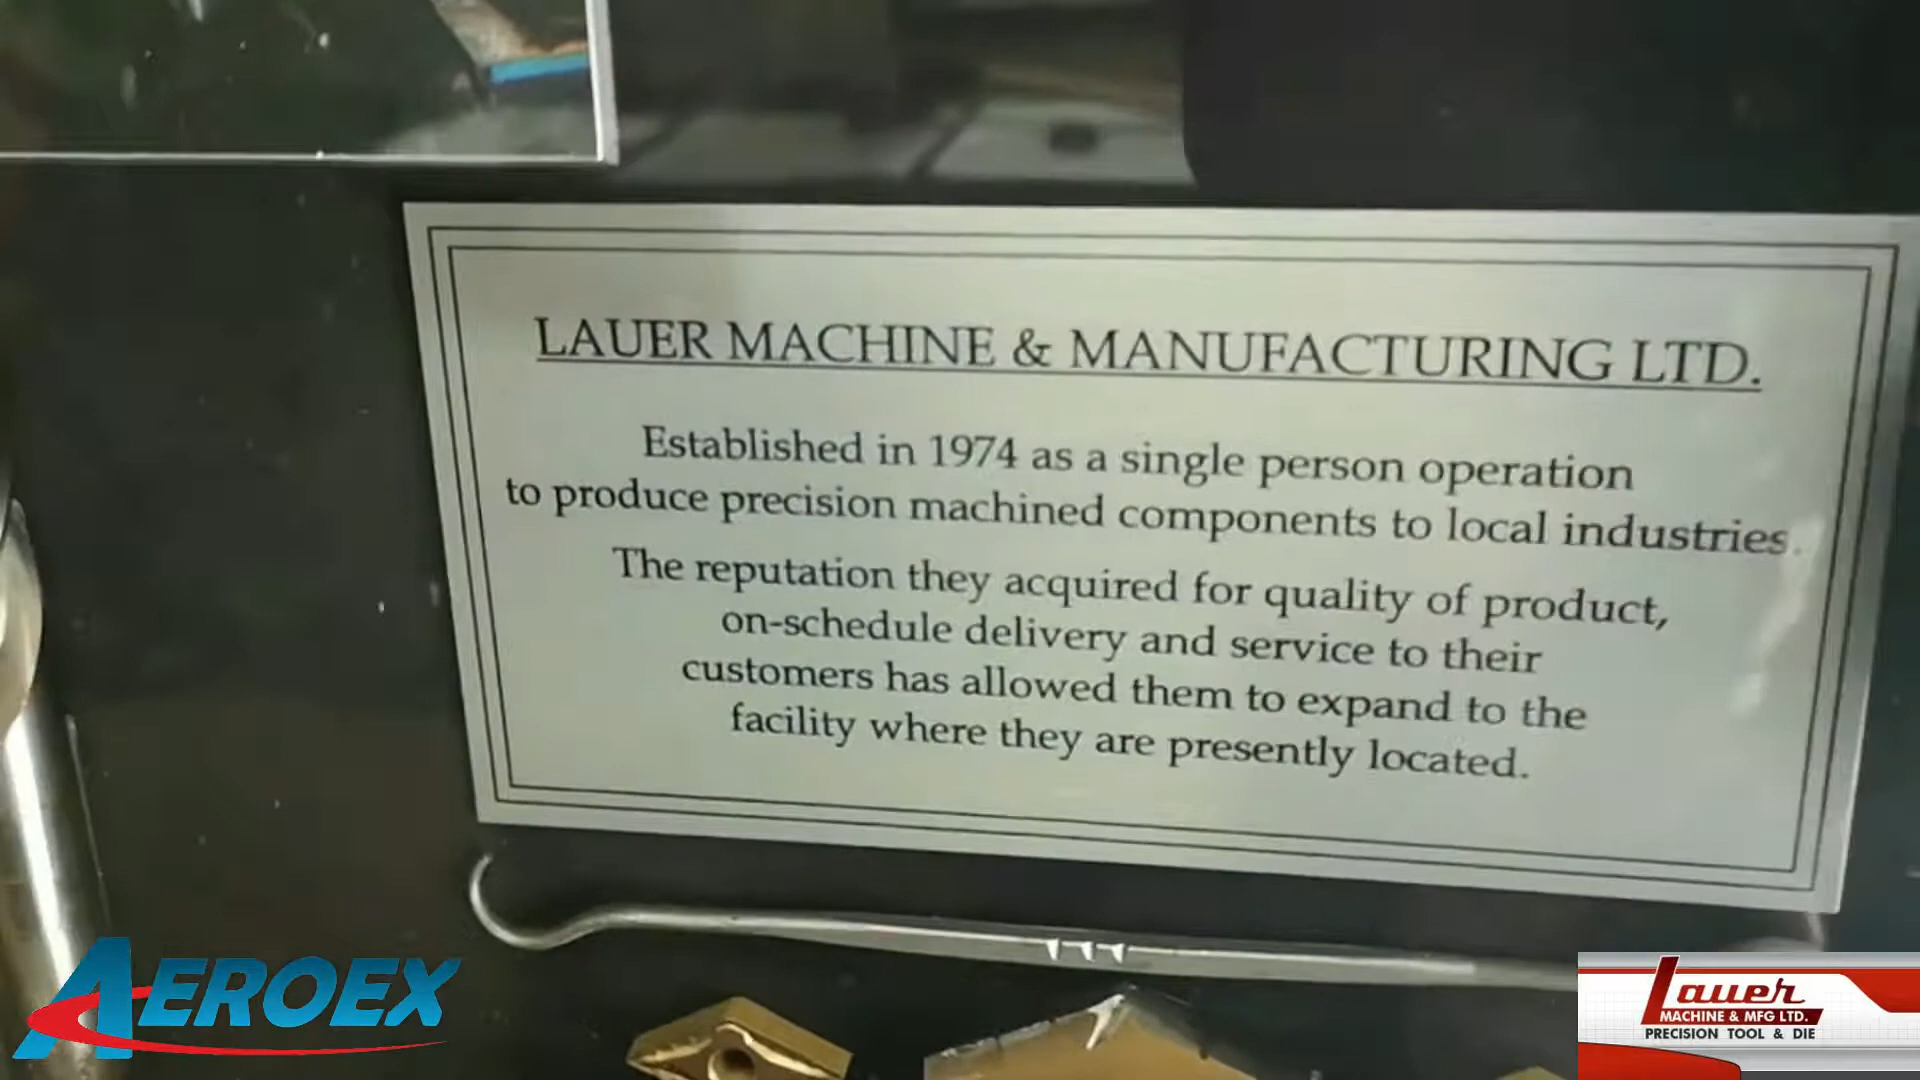 LAUER MACHINE & MANUFACTURING LTD.
Established in 1974 as a single person operation
to produce precision machined components to local industries.
The reputation they acquired for quality of product,
on-schedule delivery and service to their
customers has allowed them to expand to the
facility where they are presently located.
AEROEX
Lauer
MACHINE & MFG LTD.
PRECISION TOOL & DIE